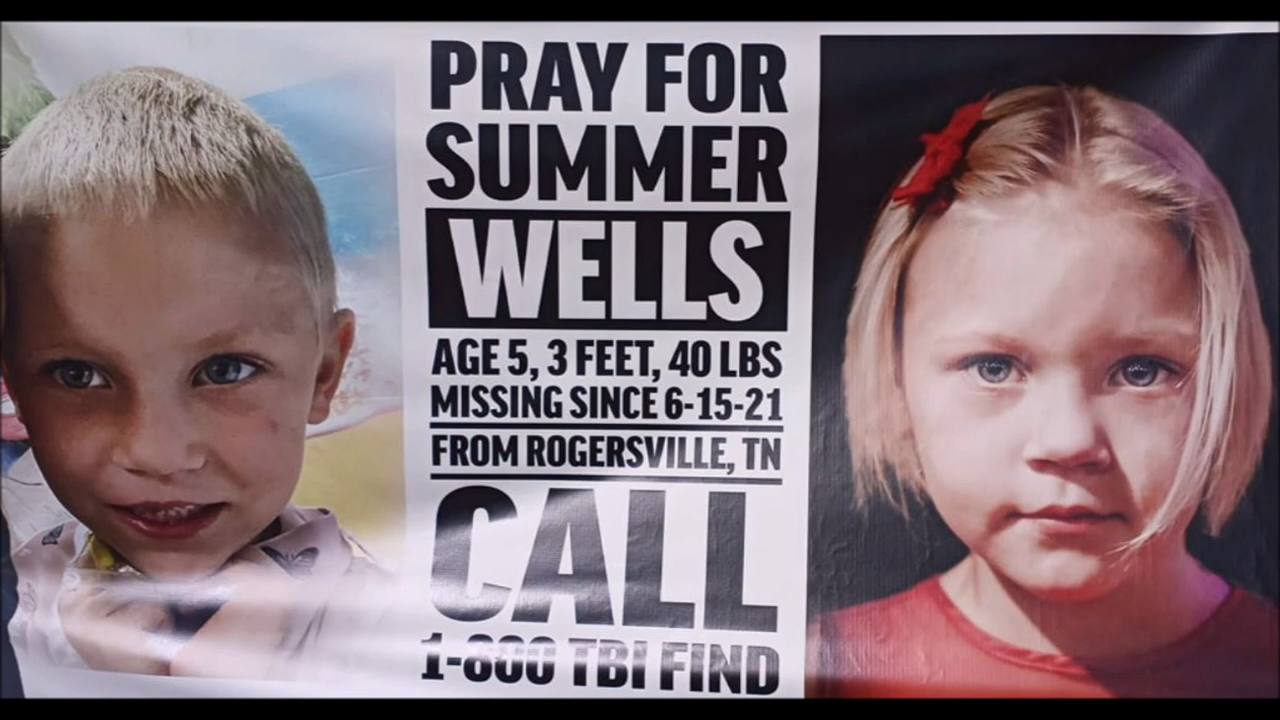 PRAY FOR
SUMMER
WELLS
AGE 5, 3 FEET, 40 LBS
MISSING SINCE 6-15-21
FROM ROGERSVILLE, TN
CALL
1-800 TBI FIND